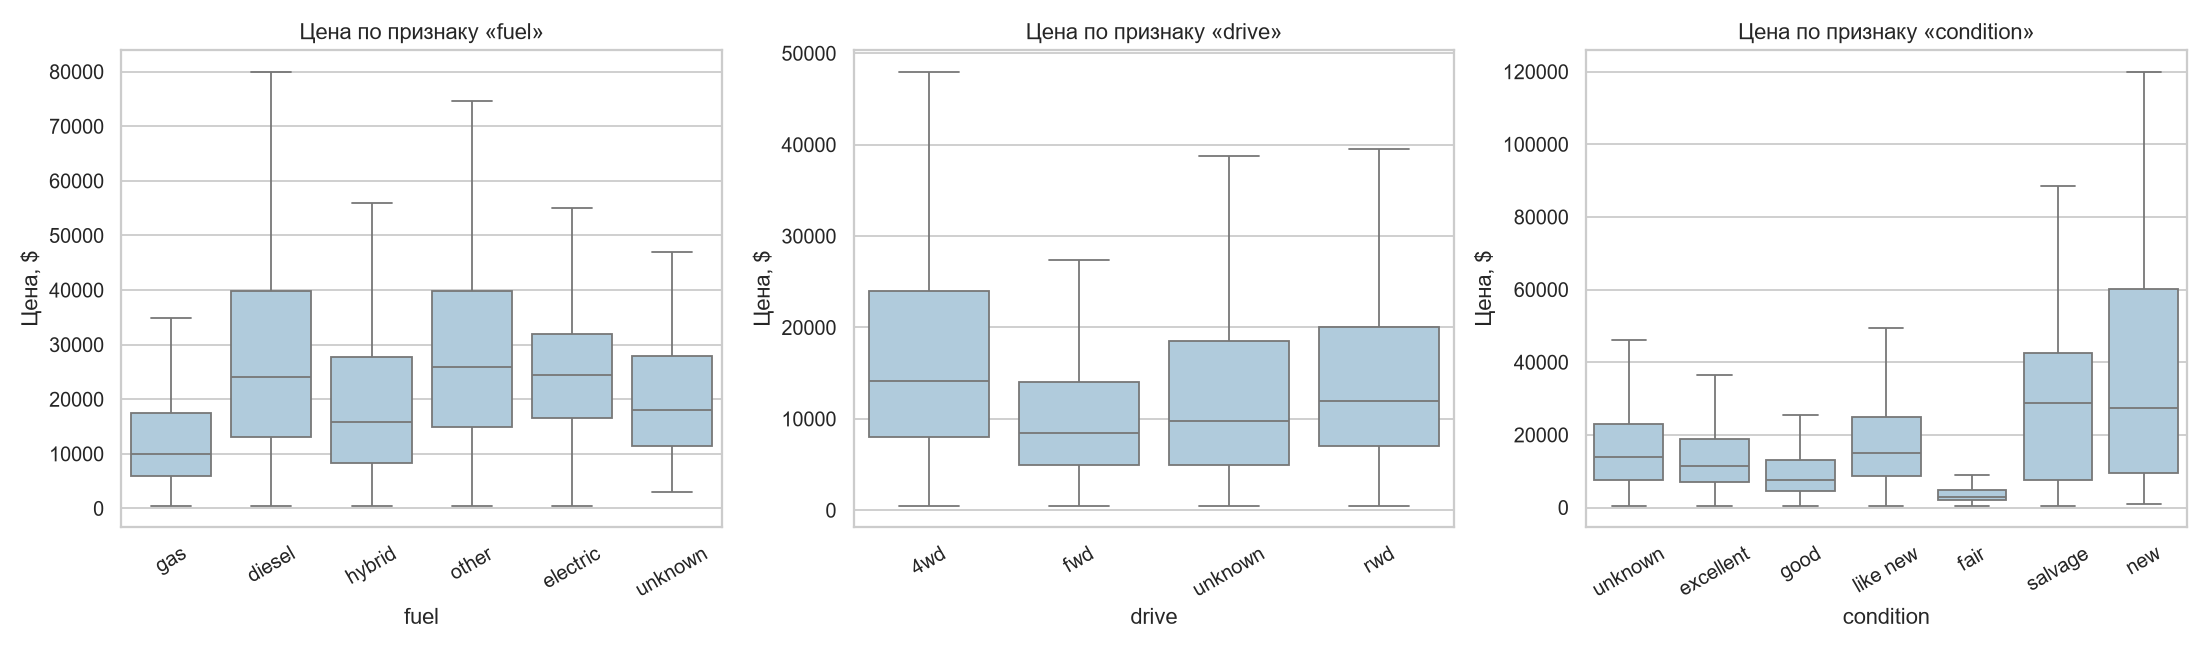 Цена по признаку «fuel»
Цена, $
80000
70000
60000
50000
40000
30000
20000
10000
0
gas
diesel
hybrid
other
electric
unknown
fuel
Цена по признаку «drive»
Цена, $
50000
40000
30000
20000
10000
0
4wd
fwd
unknown
rwd
drive
Цена по признаку «condition»
Цена, $
120000
100000
80000
60000
40000
20000
0
unknown
excellent
good
like new
fair
salvage
new
condition